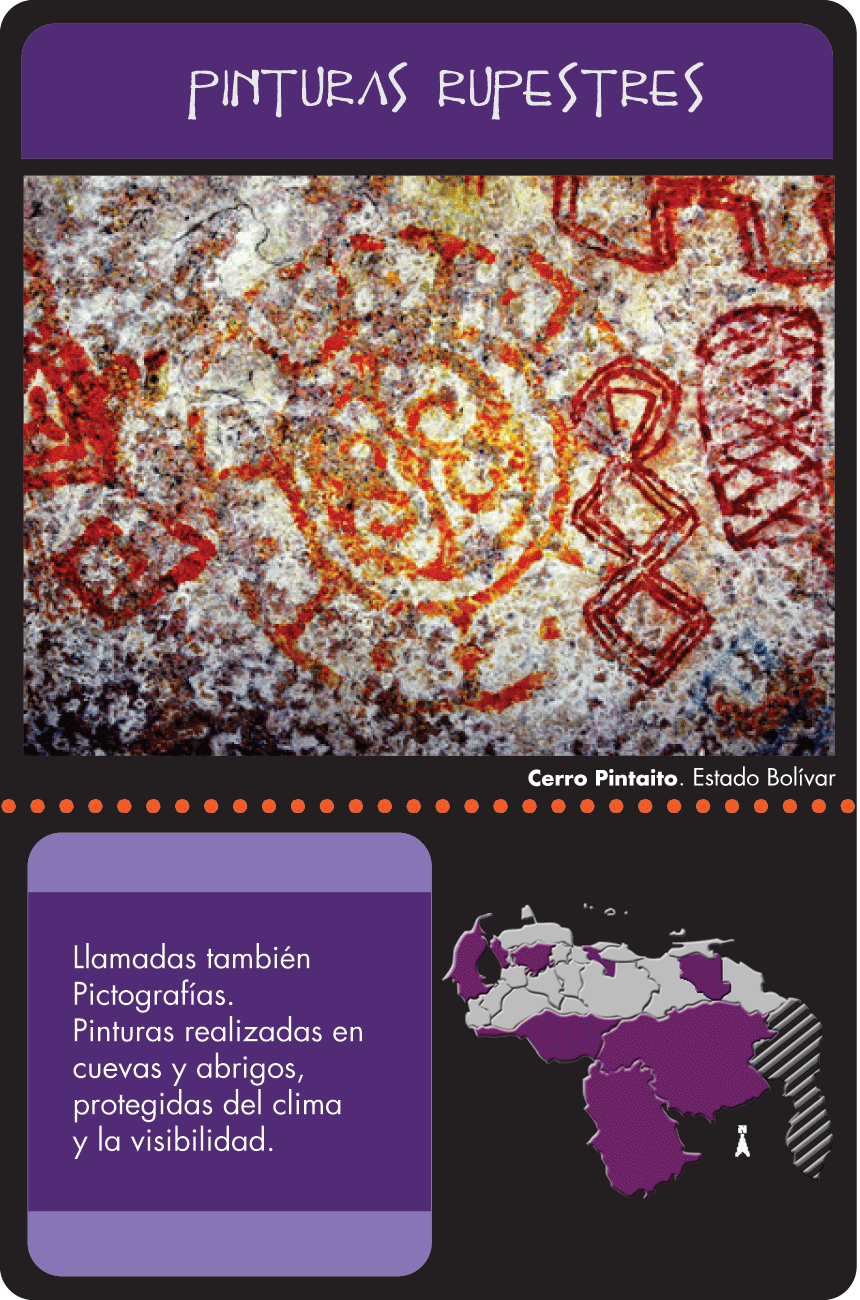 PINTURAS RUPESTRES
Cerro Pintaito. Estado Bolívar
Llamadas también
Pictografías.
Pinturas realizadas en
cuevas y abrigos,
protegidas del clima
y la visibilidad.
N